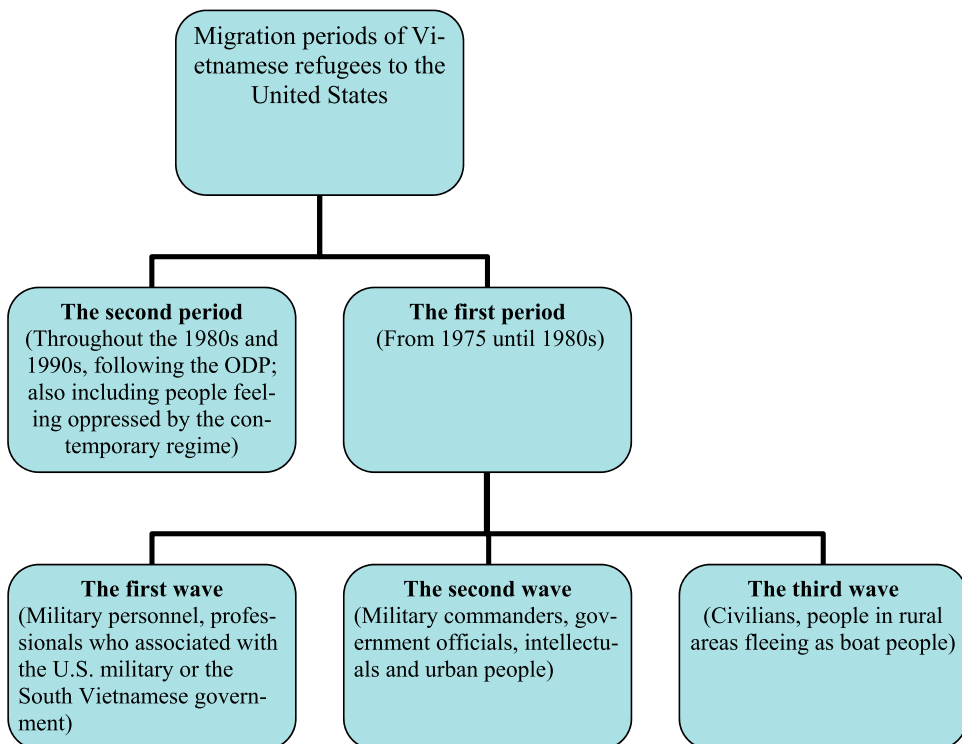 Migration periods of Vi-
etnamese refugees to the
United States
The second period
(Throughout the 1980s and
1990s, following the ODP;
also including people feel-
ing oppressed by the con-
temporary regime)
The first period
(From 1975 until 1980s)
The first wave
(Military personnel, profes-
sionals who associated with
the U.S. military or the
South Vietnamese govern-
ment)
The second wave
(Military commanders, gov-
ernment officials, intellectu-
als and urban people)
The third wave
(Civilians, people in rural
areas fleeing as boat people)